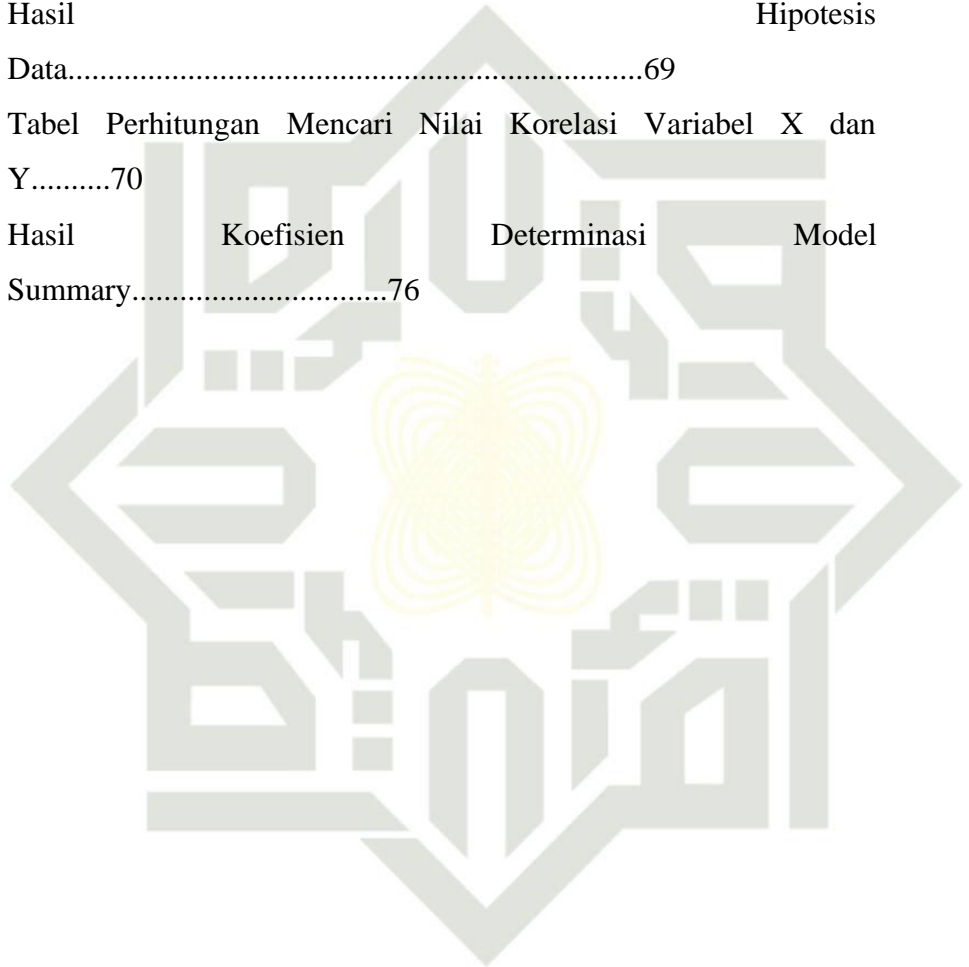 Hasil Hipotesis
Data.......................................................................69
Tabel Perhitungan Mencari Nilai Korelasi Variabel X dan
Y..........70
Hasil Koefisien Determinasi Model
Summary................................76